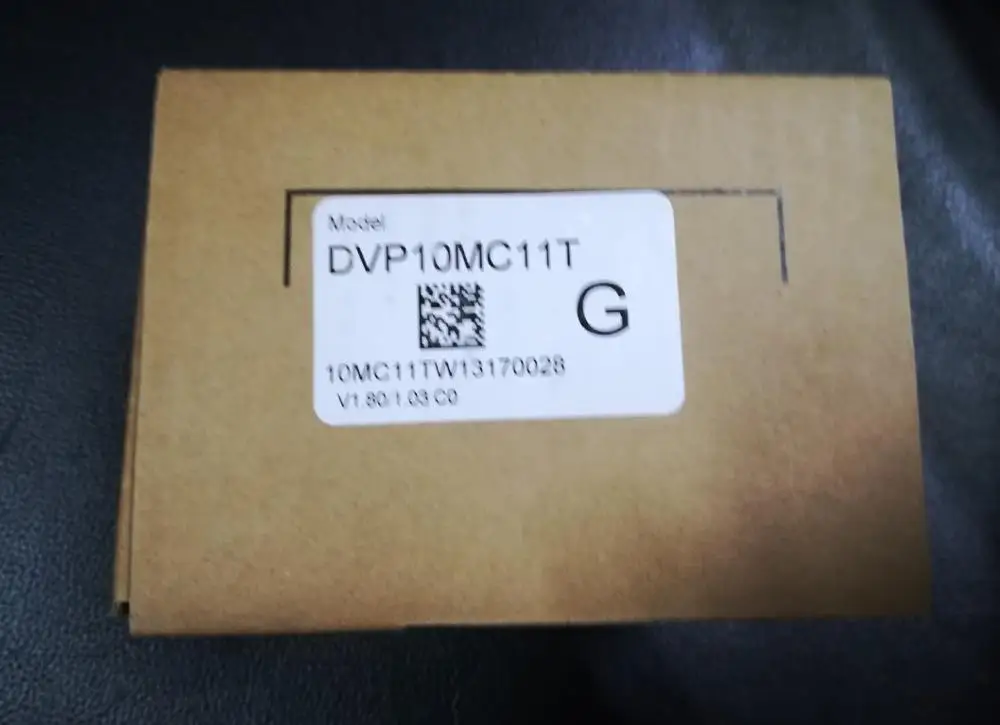 Model
DVP10MC11T
G
10MC11TW13170028
V1.80/1.03 C0